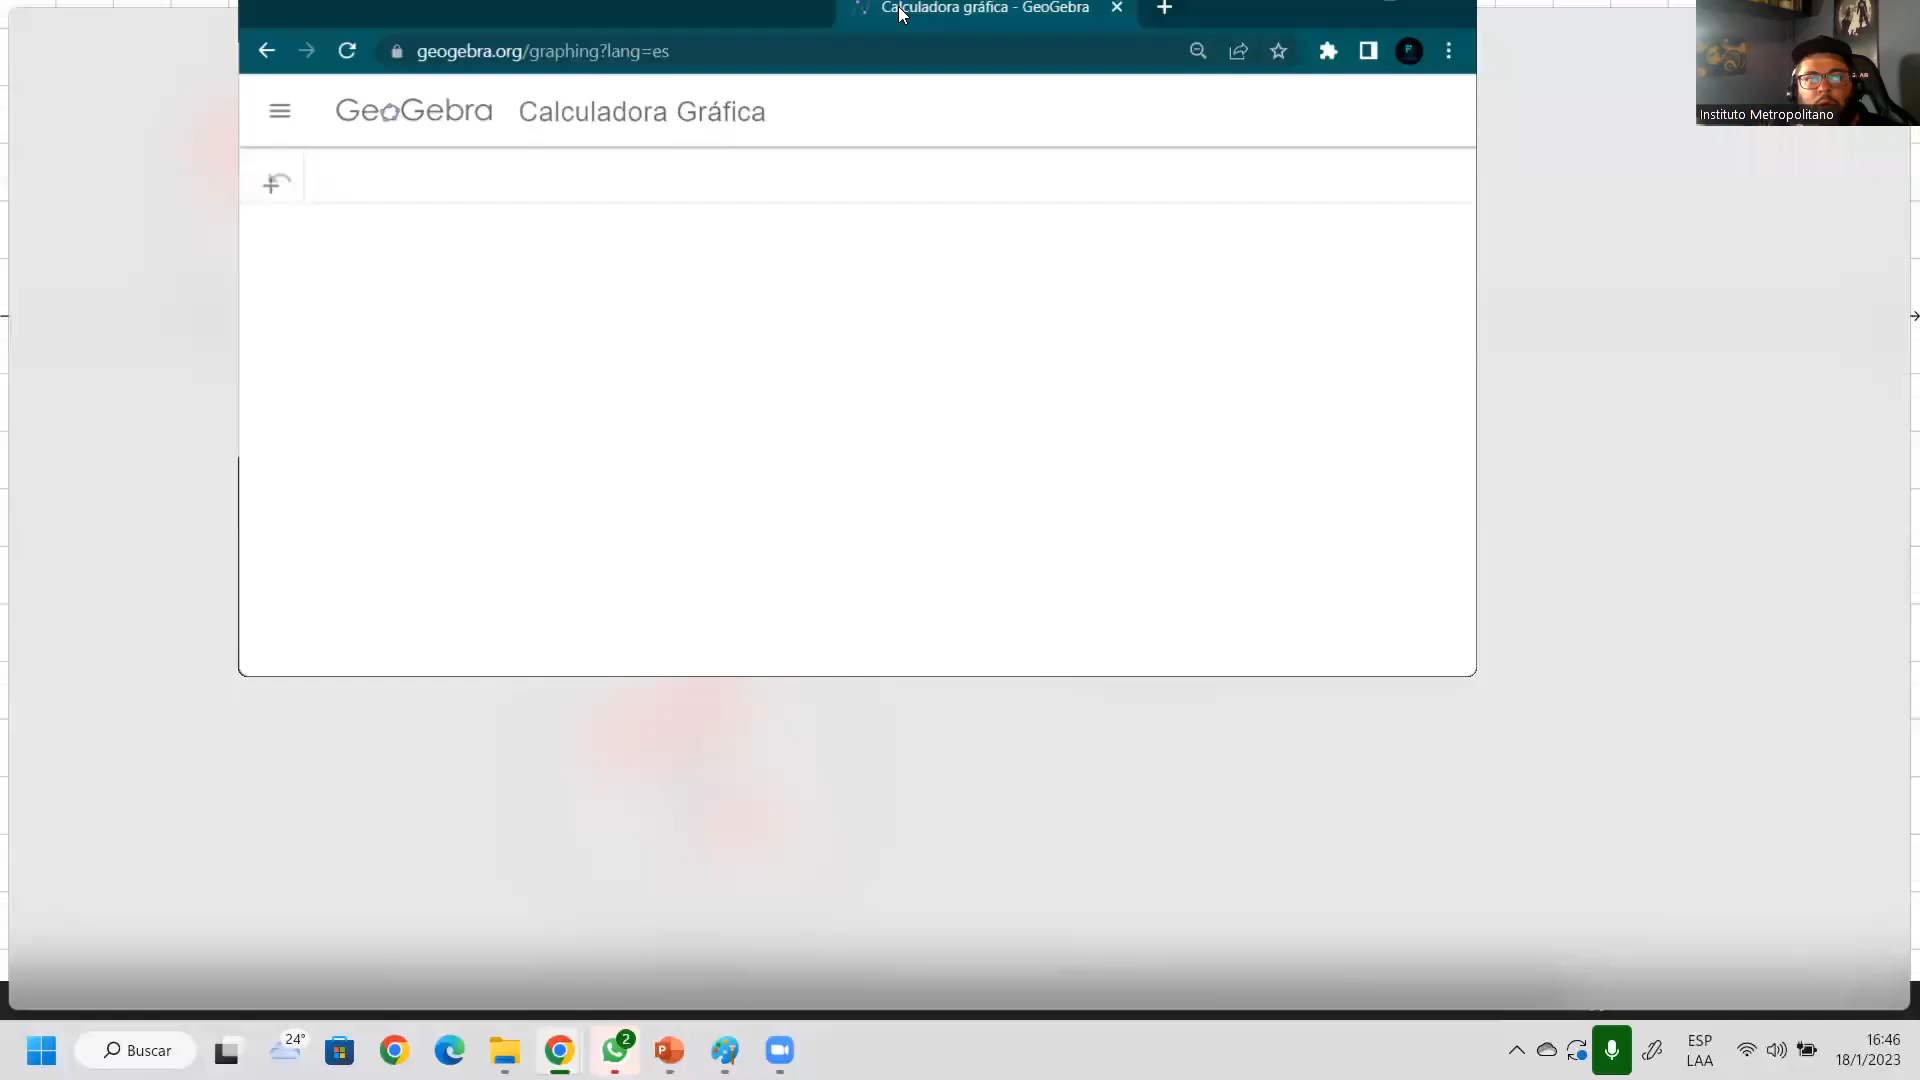 Calculadora gráfica - GeoGebra
geogebra.org/graphing?lang=es
GeoGebra Calculadora Gráfica
Instituto Metropolitano
24°
Buscar
2
ESP
LAA
16:46
18/1/2023